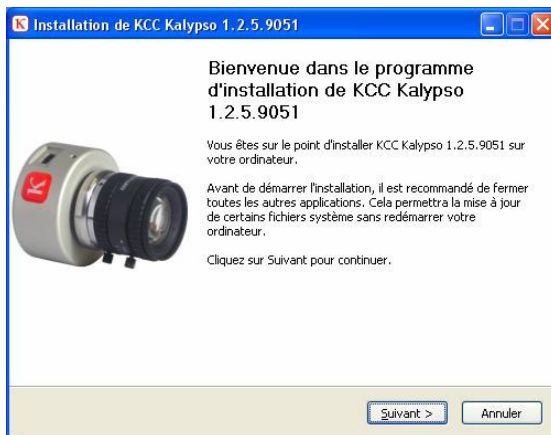 Installation de KCC Kalypso 1.2.5.9051
Bienvenue dans le programme
d'installation de KCC Kalypso
1.2.5.9051
Vous êtes sur le point d'installer KCC Kalypso 1.2.5.9051 sur
votre ordinateur.
Avant de démarrer l'installation, il est recommandé de fermer
toutes les autres applications. Cela permettra la mise à jour
de certains fichiers système sans redémarrer votre
ordinateur.
Cliquez sur Suivant pour continuer.
Suivant > Annuler